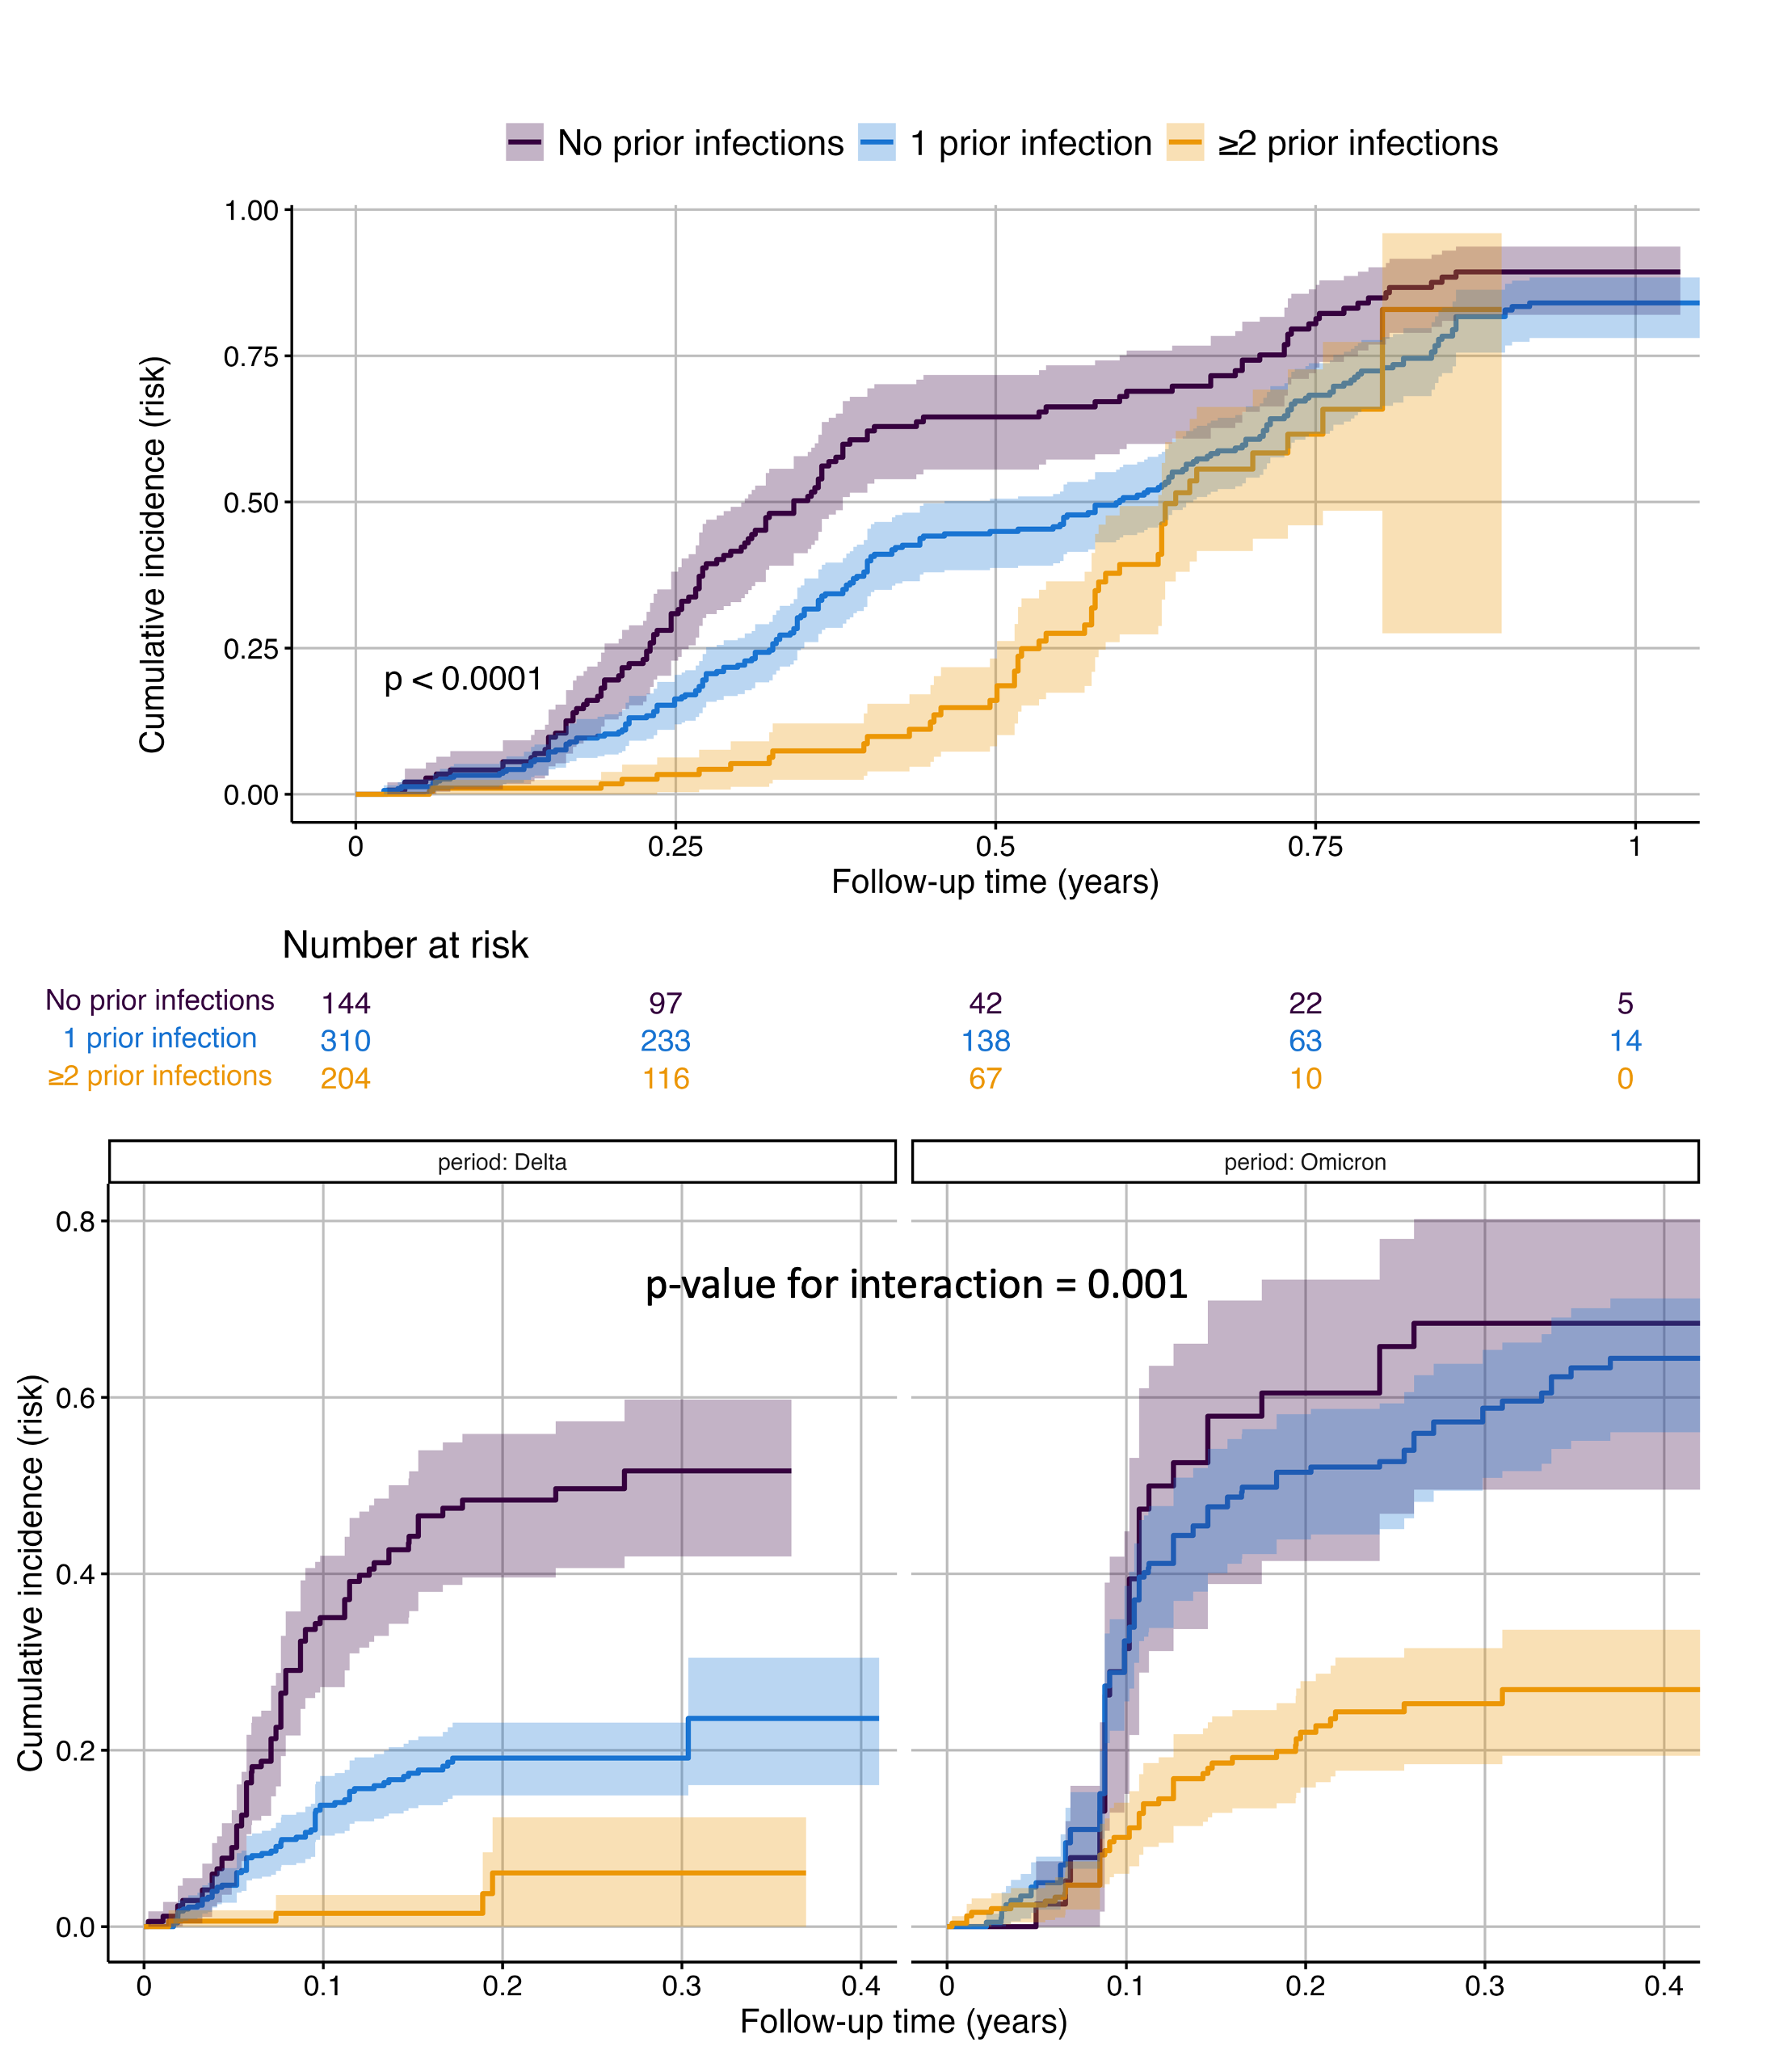 No prior infections 1 prior infection ≥2 prior infections
1.00
0.75
0.50
0.25
0.00
Cumulative incidence (risk)
p < 0.0001
0 0.25 0.5 0.75 1
Follow-up time (years)
Number at risk
No prior infections 144 97 42 22 5
1 prior infection 310 233 138 63 14
≥2 prior infections 204 116 67 10 0
period: Delta period: Omicron
0.8
0.6
0.4
0.2
0.0
Cumulative incidence (risk)
p-value for interaction = 0.001
0 0.1 0.2 0.3 0.4 0 0.1 0.2 0.3 0.4
Follow-up time (years)